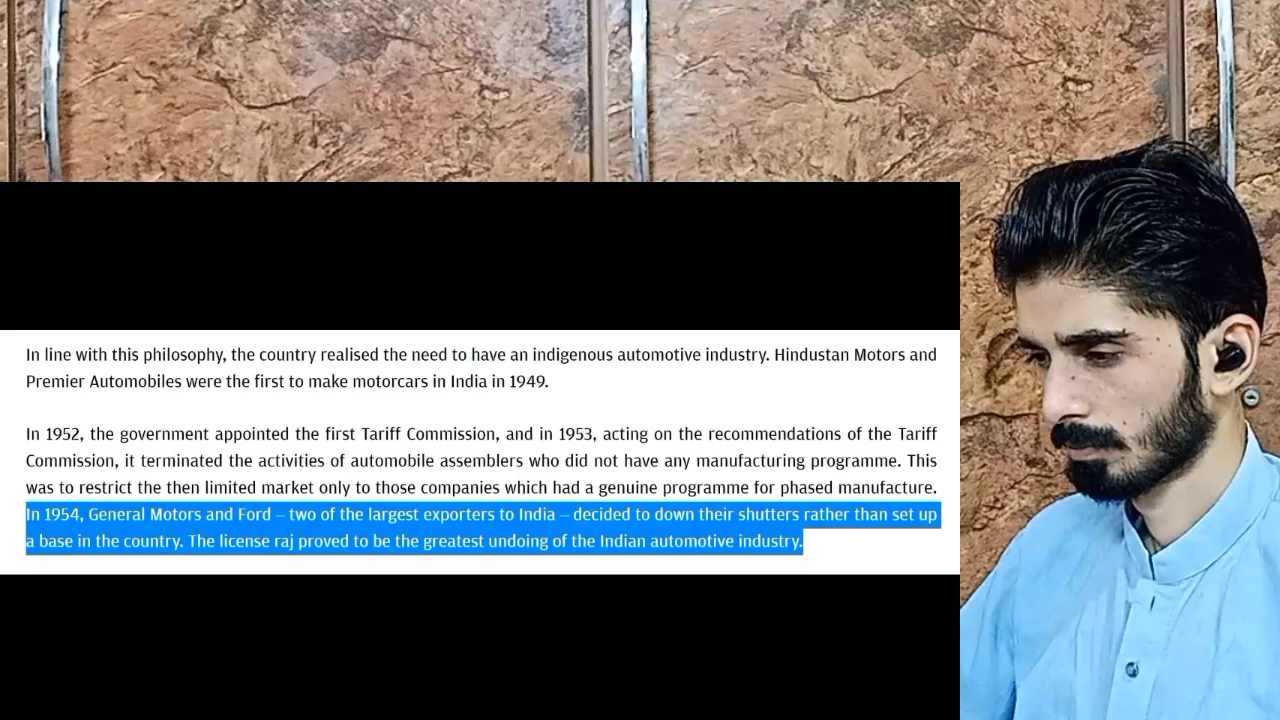 In line with this philosophy, the country realised the need to have an indigenous automotive industry. Hindustan Motors and
Premier Automobiles were the first to make motorcars in India in 1949.
In 1952, the government appointed the first Tariff Commission, and in 1953, acting on the recommendations of the Tariff
Commission, it terminated the activities of automobile assemblers who did not have any manufacturing programme. This
was to restrict the then limited market only to those companies which had a genuine programme for phased manufacture.
In 1954, General Motors and Ford – two of the largest exporters to India – decided to down their shutters rather than set up
a base in the country. The license raj proved to be the greatest undoing of the Indian automotive industry.